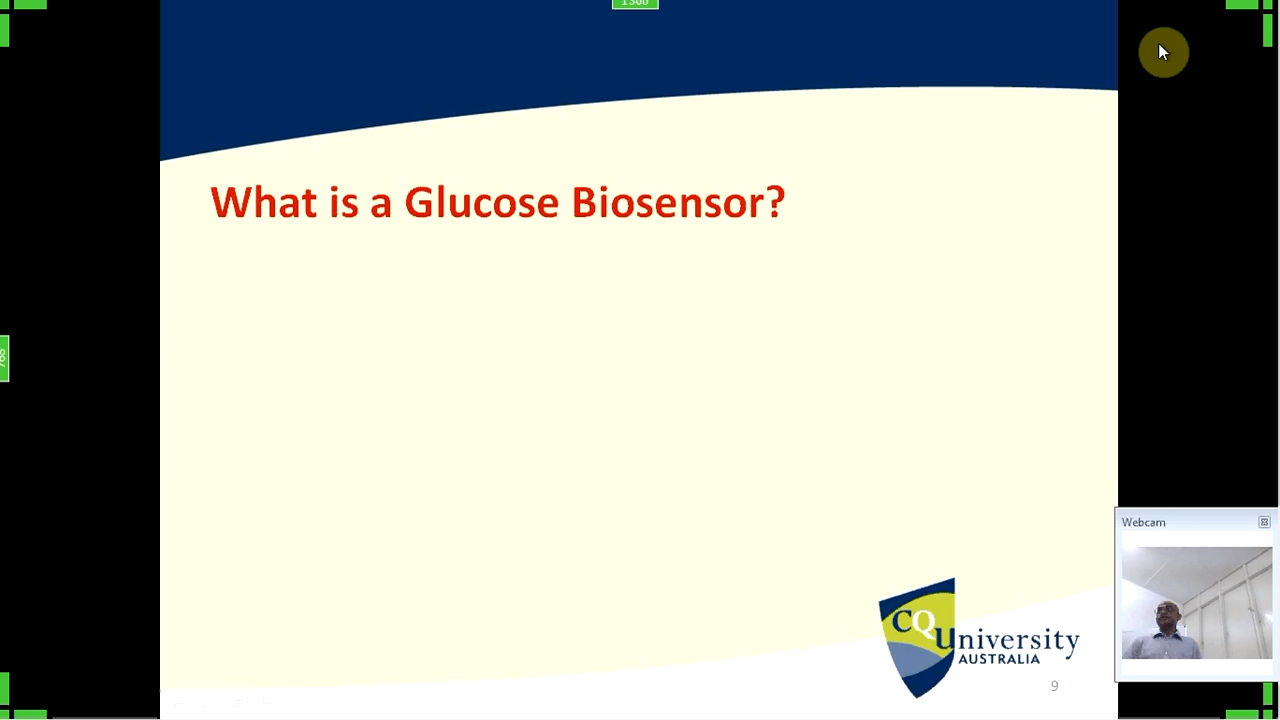 What is a Glucose Biosensor?
Webcam
CQUniversity
AUSTRALIA
9